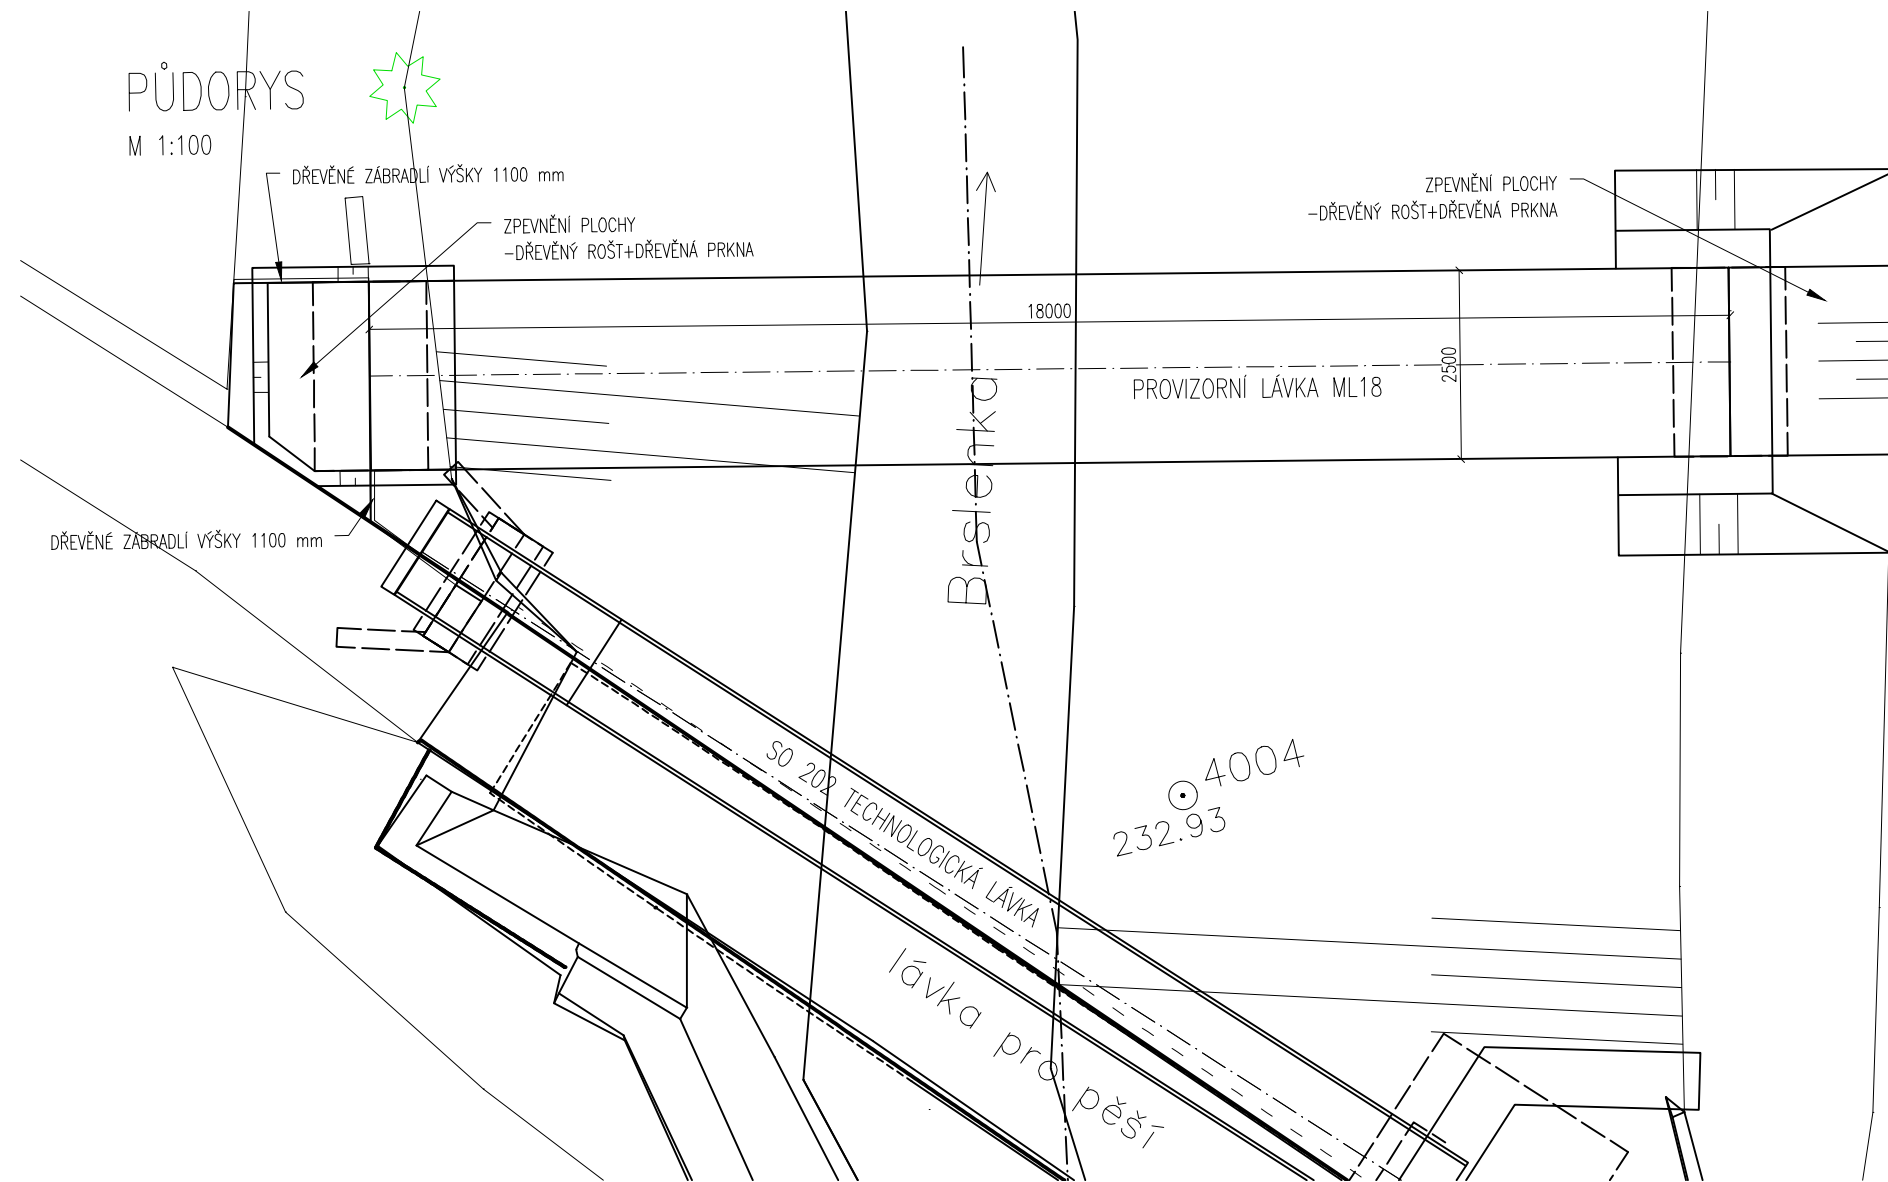 PŮDORYS
M 1:100
DŘEVĚNÉ ZÁBRADLÍ VÝŠKY 1100 mm
ZPEVNĚNÍ PLOCHY
-DŘEVĚNÝ ROŠT+DŘEVĚNÁ PRKNA
ZPEVNĚNÍ PLOCHY
-DŘEVĚNÝ ROŠT+DŘEVĚNÁ PRKNA
18000
2500
PROVIZORNÍ LÁVKA ML18
Brslenka
DŘEVĚNÉ ZÁBRADLÍ VÝŠKY 1100 mm
SO 202 TECHNOLOGICKÁ LÁVKA
4004
232.93
lávka pro pěší